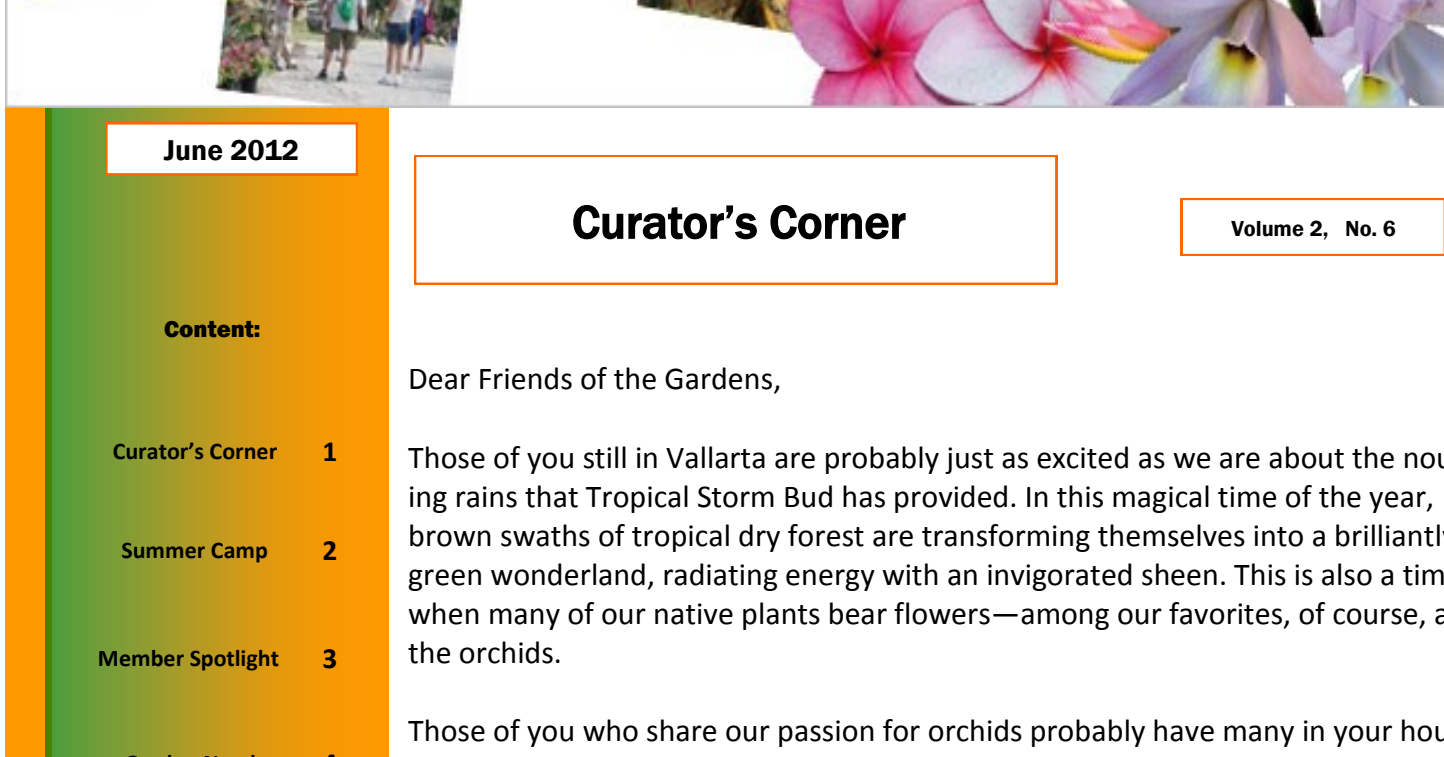 June 2012
Curator's Corner
Volume 2, No. 6
Content:
Curator's Corner 1
Summer Camp 2
Member Spotlight 3
Dear Friends of the Gardens,
Those of you still in Vallarta are probably just as excited as we are about the
ing rains that Tropical Storm Bud has provided. In this magical time of the year,
brown swaths of tropical dry forest are transforming themselves into a brilliantly
green wonderland, radiating energy with an invigorated sheen. This is also a
when many of our native plants bear flowers—among our favorites, of course,
the orchids.
Those of you who share our passion for orchids probably have many in your